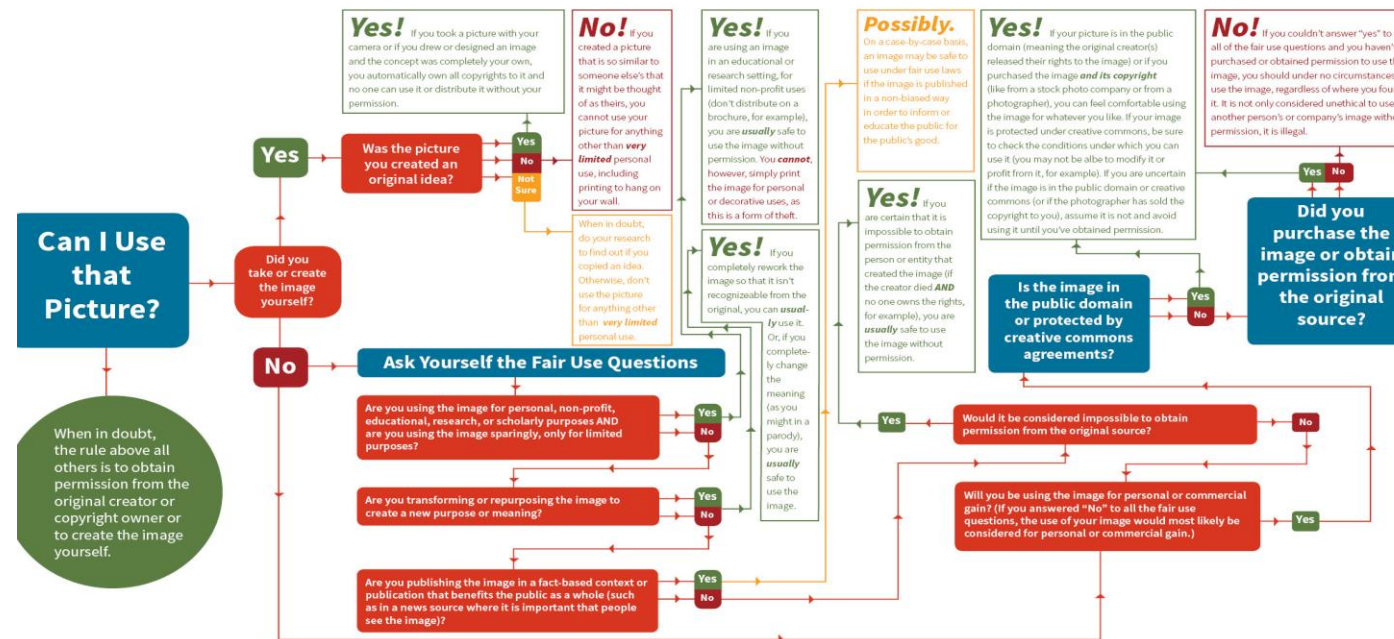 Can I Use
that
Picture?
When in doubt,
the rule above all
others is to obtain
permission from the
original creator or
copyright owner or
to create the image
yourself.
Did you
take or create
the image
yourself?
Yes
No
Was the picture
you created an
original idea?
Yes
No
Not
Sure
Yes! If you took a picture with your
camera or if you drew or designed an image
and the concept was completely your own,
you automatically own all copyrights to it and
no one can use it or distribute it without your
permission.
No! If you
created a picture
that is so similar to
someone else's that
it might be thought
of as theirs, you
cannot use your
picture for anything
other than very
limited personal
use, including
printing to hang on
your wall.
When in doubt,
do your research
to find out if you
copied an idea.
Otherwise, don't
use the picture
for anything other
than very limited
personal use.
Ask Yourself the Fair Use Questions
Are you using the image for personal, non-profit,
educational, research, or scholarly purposes AND
are you using the image sparingly, only for limited
purposes?
Yes
No
Are you transforming or repurposing the image to
create a new purpose or meaning?
Yes
No
Are you publishing the image in a fact-based context or
publication that benefits the public as a whole (such
as in a news source where it is important that people
see the image)?
Yes
No
Yes! If you
are using an image
in an educational or
research setting, for
limited non-profit uses
(don't distribute on a
brochure, for example),
you are usually safe to
use the image without
permission. You cannot,
however, simply print
the image for personal
or decorative uses, as
this is a form of theft.
Yes! If you
completely rework the
image so that it isn't
recognizeable from the
original, you can usual-
ly use it.
Or, if you
complete-
ly change
the
meaning
(as you
might in a
parody),
you are
usually
safe to
use the
image.
Possibly.
On a case-by-case basis,
an image may be safe to
use under fair use laws
if the image is published
in a non-biased way
in order to inform or
educate the public for
the public's good.
Yes! If you
are certain that it is
impossible to obtain
permission from the
person or entity that
created the image (if
the creator died AND
no one owns the rights,
for example), you are
usually safe to use
the image without
permission.
Yes
Would it be considered impossible to obtain
permission from the original source?
No
Will you be using the image for personal or commercial
gain? (If you answered "No" to all the fair use
questions, the use of your image would most likely be
considered for personal or commercial gain.)
Yes
Is the image in
the public domain
or protected by
creative commons
agreements?
Yes
No
Yes! If your picture is in the public
domain (meaning the original creator(s)
released their rights to the image) or if you
purchased the image and its copyright
(like from a stock photo company or from a
photographer), you can feel comfortable using
the image for whatever you like. If your image
is protected under creative commons, be sure
to check the conditions under which you can
use it (you may not be albe to modify it or
profit from it, for example). If you are uncertain
if the image is in the public domain or creative
commons (or if the photographer has sold the
copyright to you), assume it is not and avoid
using it until you've obtained permission.
Did you
purchase the
image or obtain
permission from
the original
source?
Yes
No
No! If you couldn't answer "yes" to
all of the fair use questions and you haven't
purchased or obtained permission to use the
image, you should under no circumstances
use the image, regardless of where you fou
it. It is not only considered unethical to use
another person's or company's image witho
permission, it is illegal.